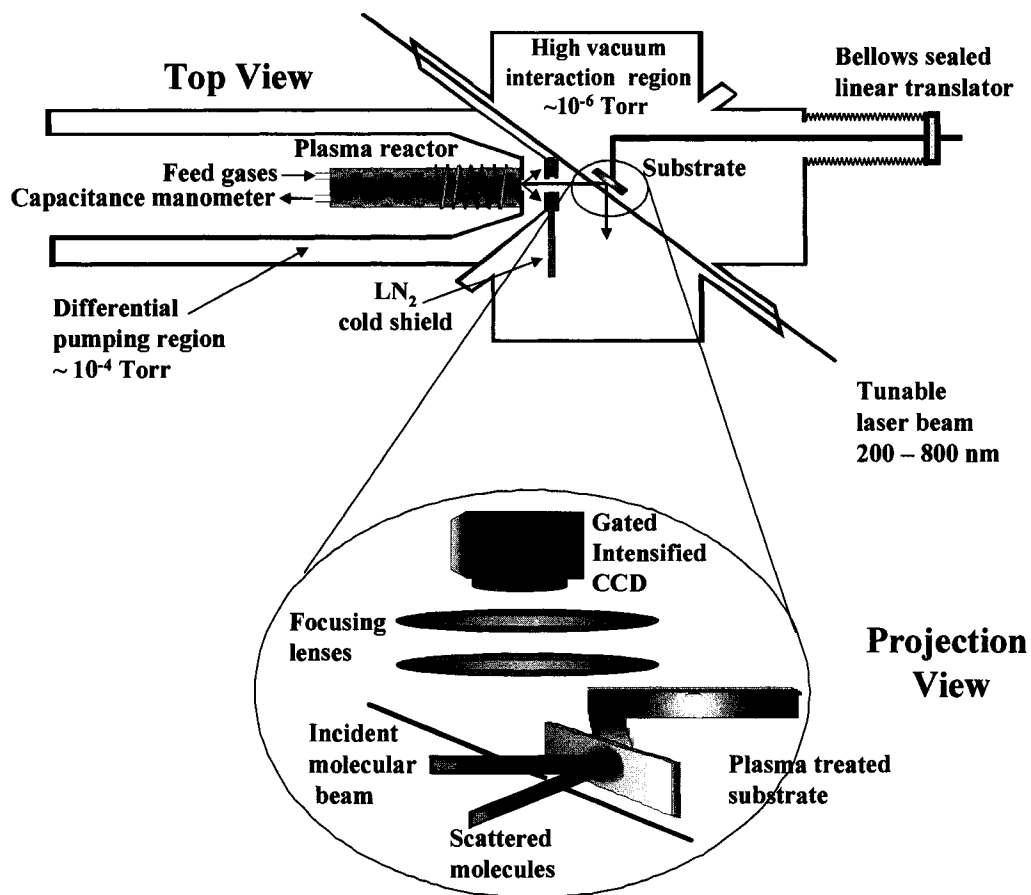 High vacuum
interaction region
~10⁻⁶ Torr
Bellows sealed
linear translator
Top View
Plasma reactor
Feed gases
Capacitance manometer
Substrate
LN₂
cold shield
Differential
pumping region
~ 10⁻⁴ Torr
Tunable
laser beam
200 – 800 nm
Gated
Intensified
CCD
Focusing
lenses
Projection
View
Incident
molecular
beam
Plasma treated
substrate
Scattered
molecules